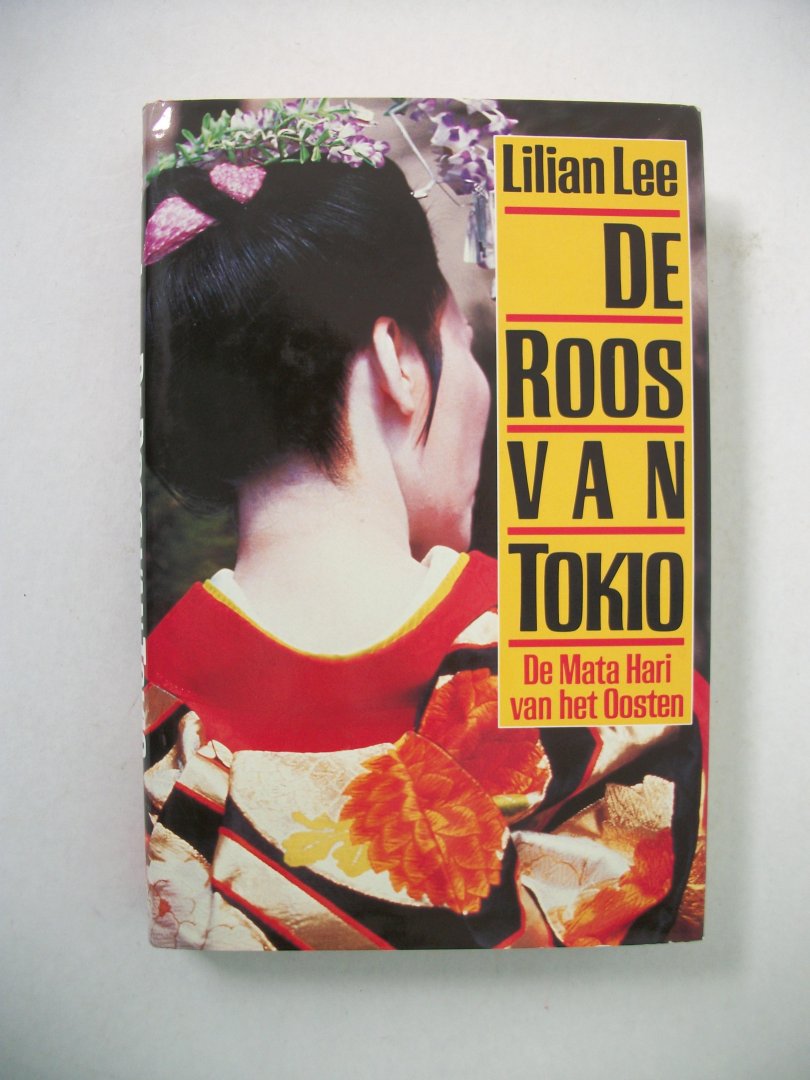 Lilian Lee
DE
ROOS
VAN
TOKIO
De Mata Hari
van het Oosten